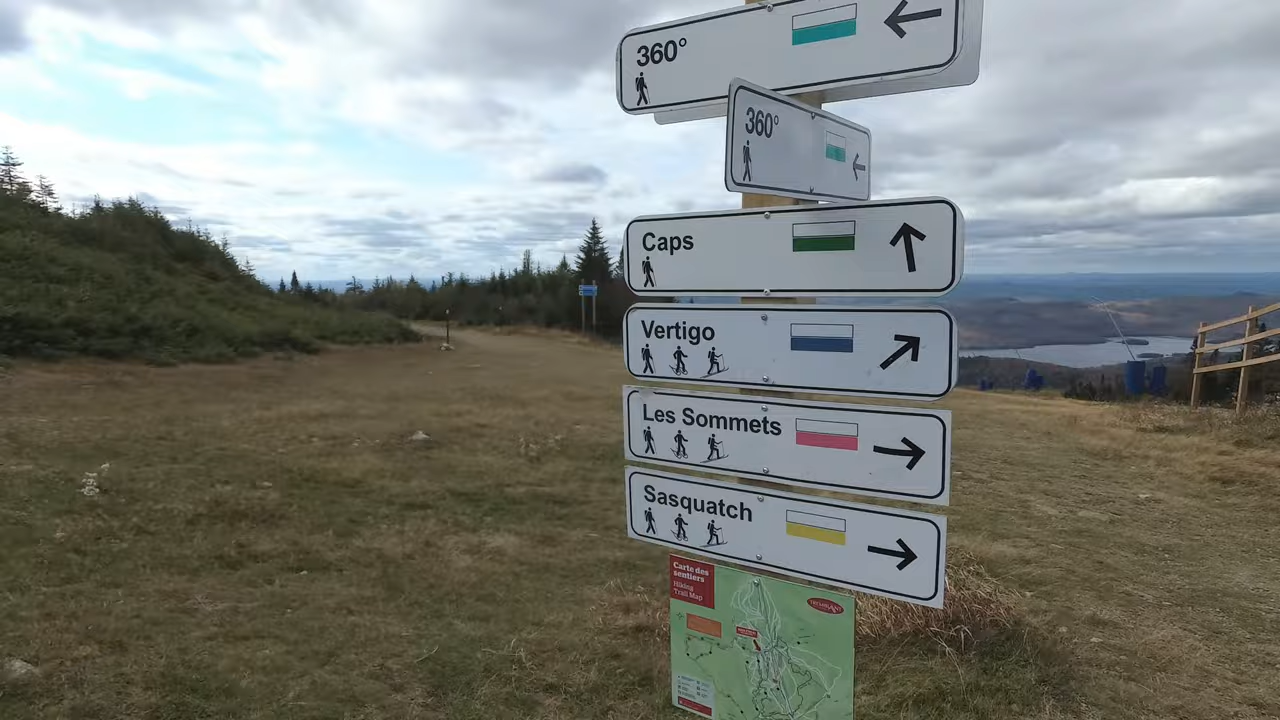 360°
360°
Caps
Vertigo
Les Sommets
Sasquatch
Carte des
sentiers
Hiking
Trail Map
TREMBLANT